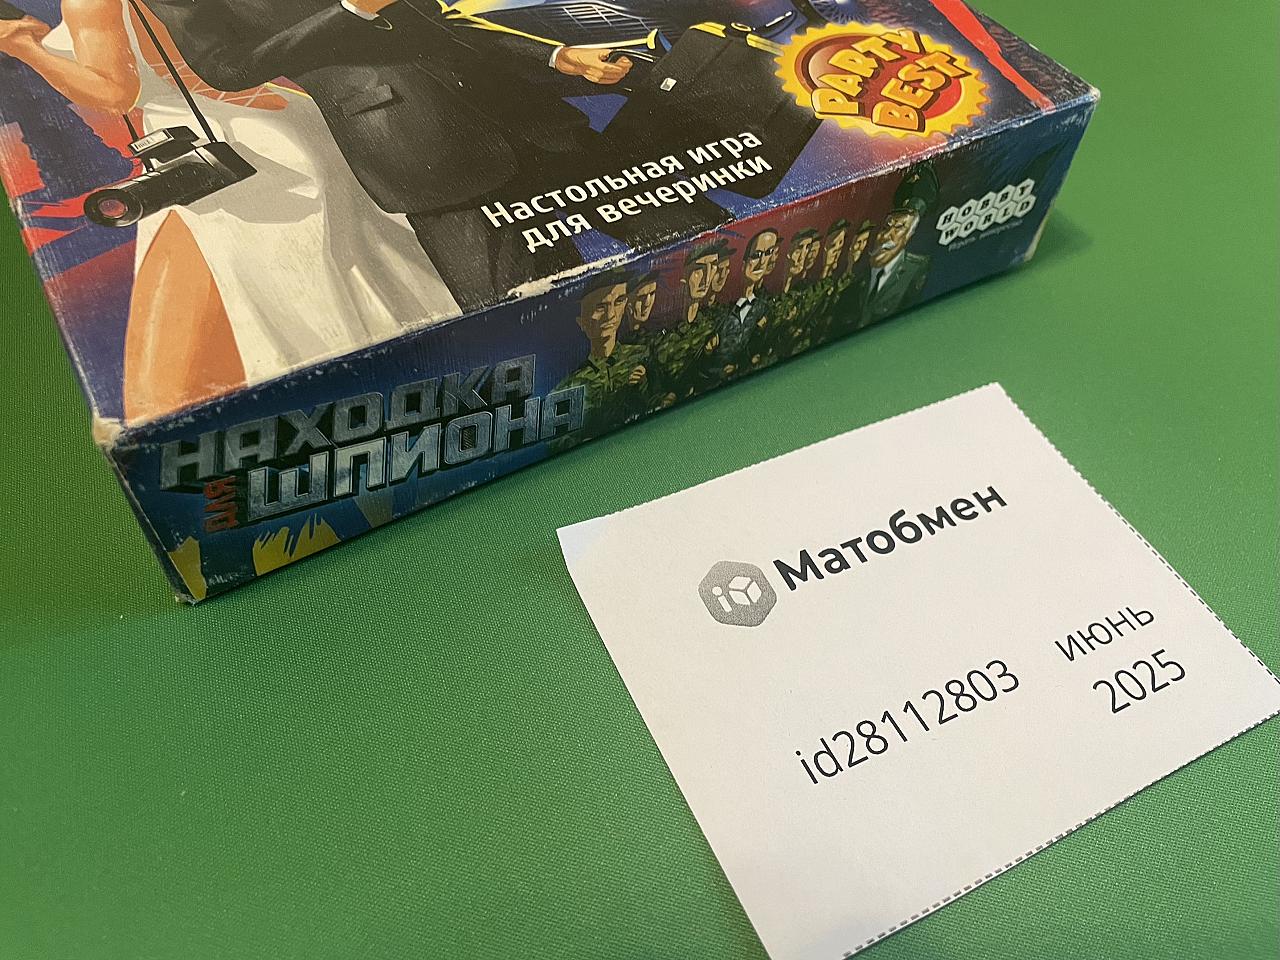 PARTY
BEST
Настольная игра
для вечеринки
HOBBY
WORLD
НАХОДКА
для
ШПИОНА
Матобмен
id28112803
июнь
2025